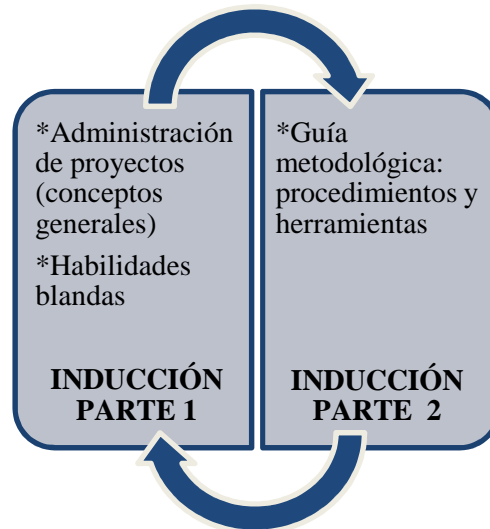 *Administración
de proyectos
(conceptos
generales)
*Habilidades
blandas
INDUCCIÓN
PARTE 1
*Guía
metodológica:
procedimientos y
herramientas
INDUCCIÓN
PARTE 2